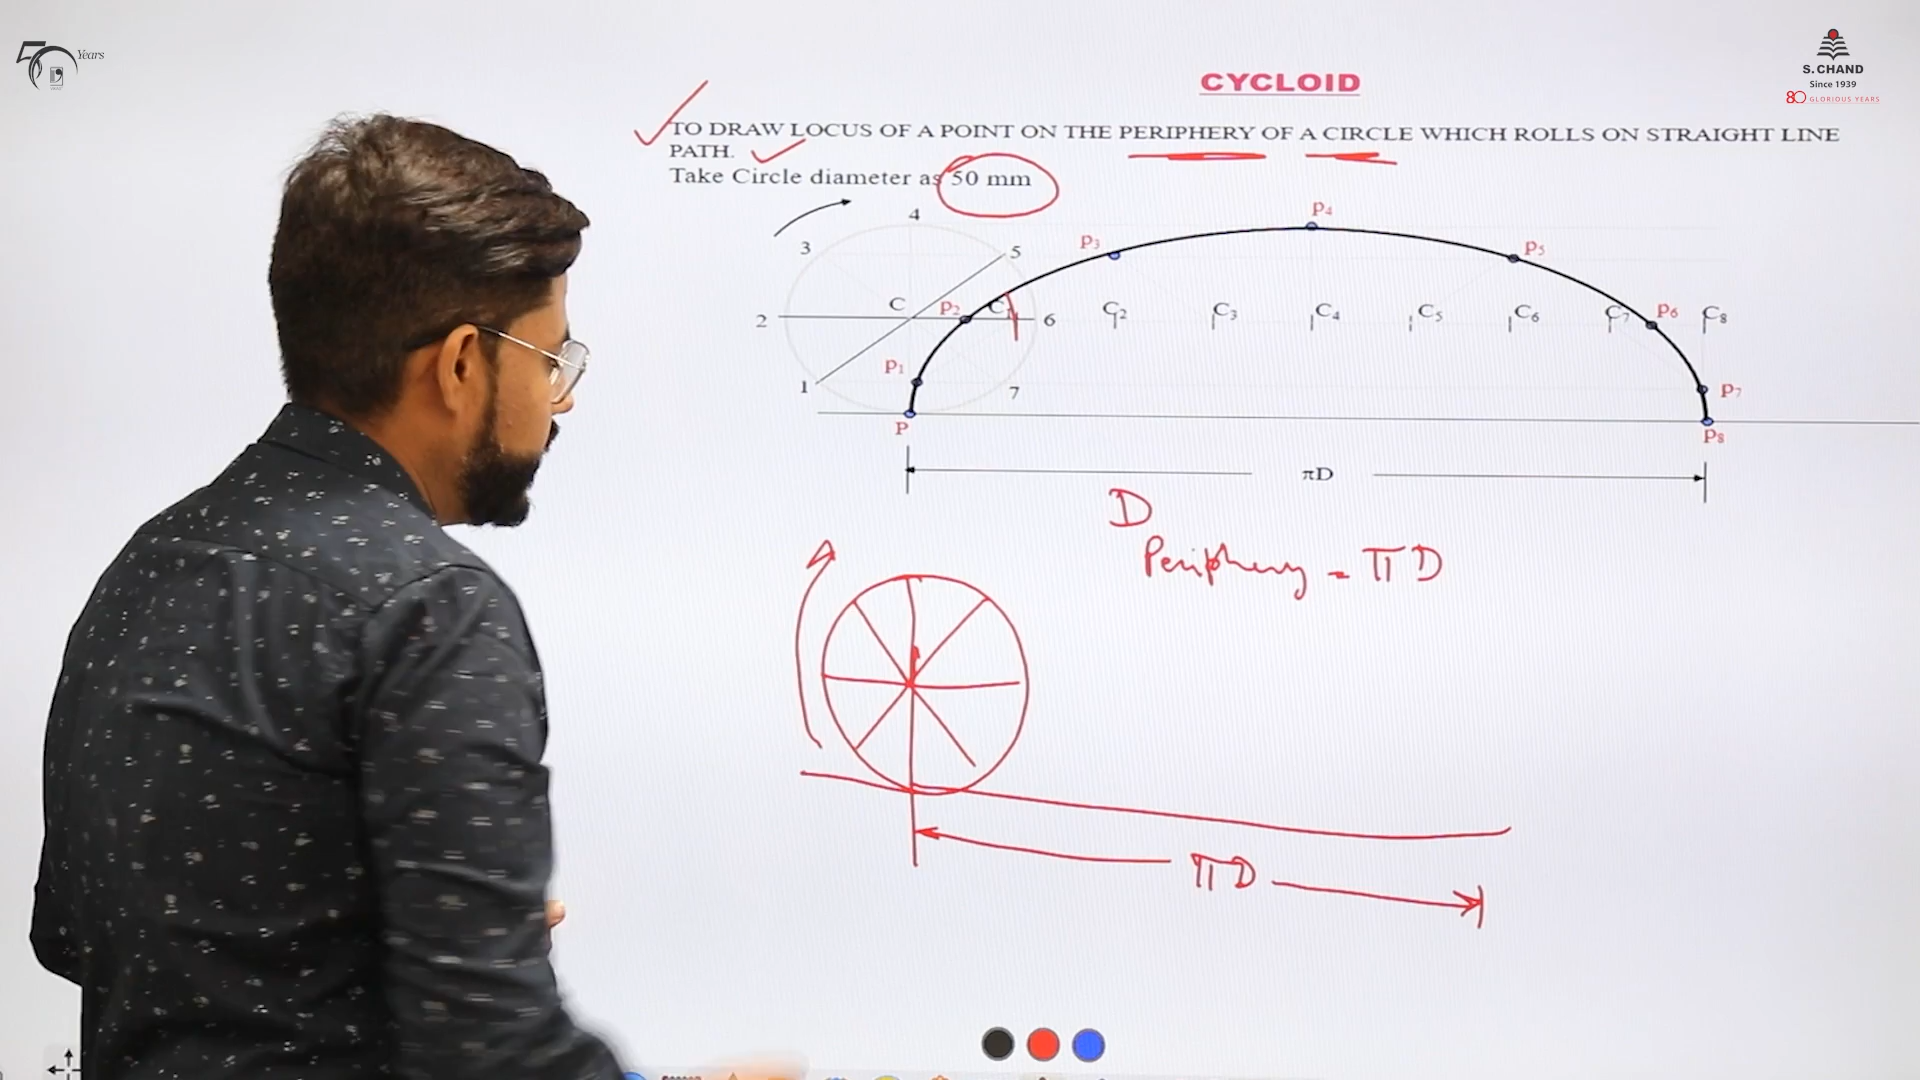 50 Years
S. CHAND
Since 1939
80 GLORIOUS YEARS
CYCLOID
TO DRAW LOCUS OF A POINT ON THE PERIPHERY OF A CIRCLE WHICH ROLLS ON STRAIGHT LINE
PATH.
Take Circle diameter as 50 mm
4
p4
3
5
p3
p5
2
C
p2
C1
6
C2
C3
C4
C5
C6
C7
p6
C8
1
p1
7
p7
P
p8
πD
D
Periphery = πD
πD